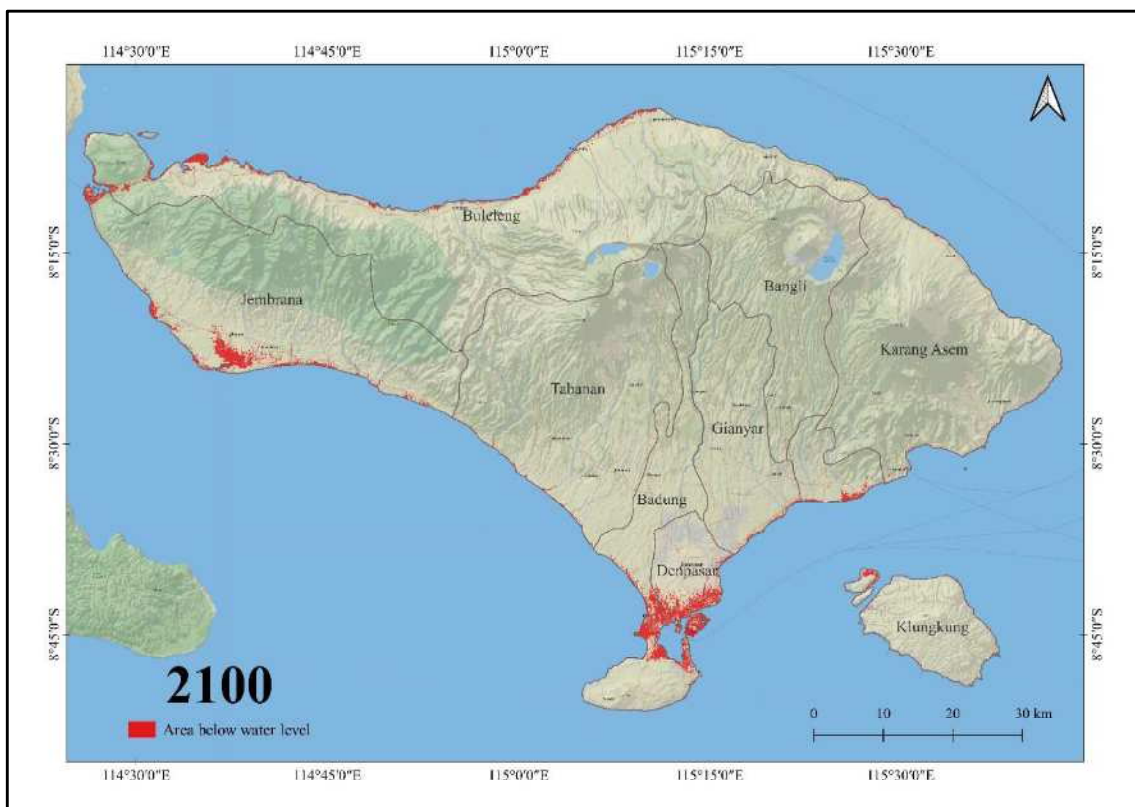 114°30'0"E 114°45'0"E 115°0'0"E 115°15'0"E 115°30'0"E
Buleleng
8°15'0"S 8°15'0"S
Bangli
Jembrana
Karang Asem
Tabanan
Gianyar
8°30'0"S 8°30'0"S
Badung
Denpasar
Klungkung
8°45'0"S 8°45'0"S
2100
Area below water level
0 10 20 30 km
114°30'0"E 114°45'0"E 115°0'0"E 115°15'0"E 115°30'0"E